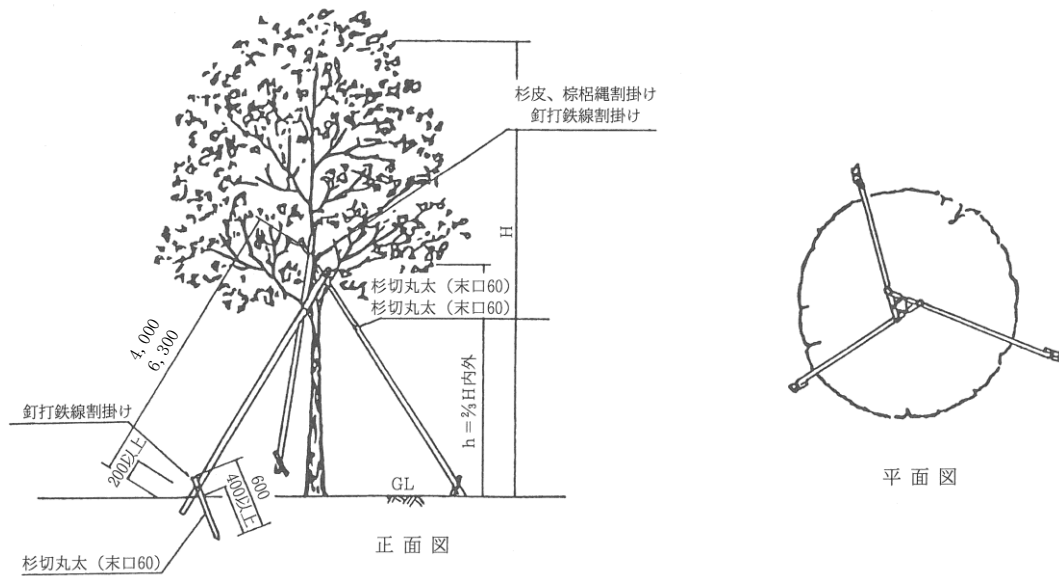 杉皮、棕梠縄割掛け
釘打鉄線割掛け
H
杉切丸太（末口60）
杉切丸太（末口60）
4,000
6,300
h＝⅔H内外
釘打鉄線割掛け
200以上
600
400以上
GL
杉切丸太（末口60）
正面図
平面図